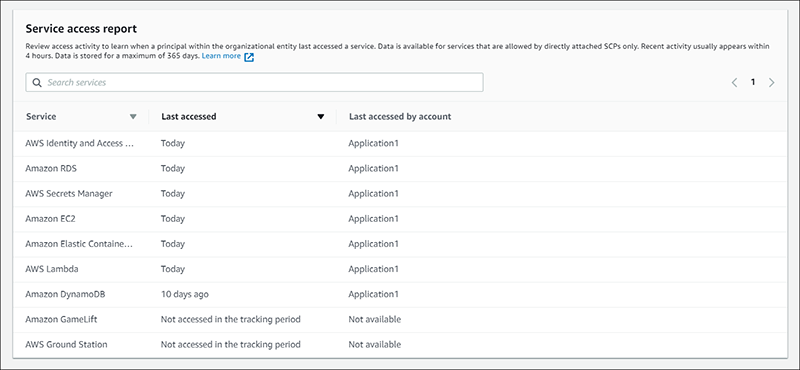 Service access report
Review access activity to learn when a principal within the organizational entity last accessed a service. Data is available for services that are allowed by directly attached SCPs only. Recent activity usually appears within
4 hours. Data is stored for a maximum of 365 days. Learn more
Search services
1
Service Last accessed Last accessed by account
AWS Identity and Access ... Today Application1
Amazon RDS Today Application1
AWS Secrets Manager Today Application1
Amazon EC2 Today Application1
Amazon Elastic Containe... Today Application1
AWS Lambda Today Application1
Amazon DynamoDB 10 days ago Application1
Amazon GameLift Not accessed in the tracking period Not available
AWS Ground Station Not accessed in the tracking period Not available